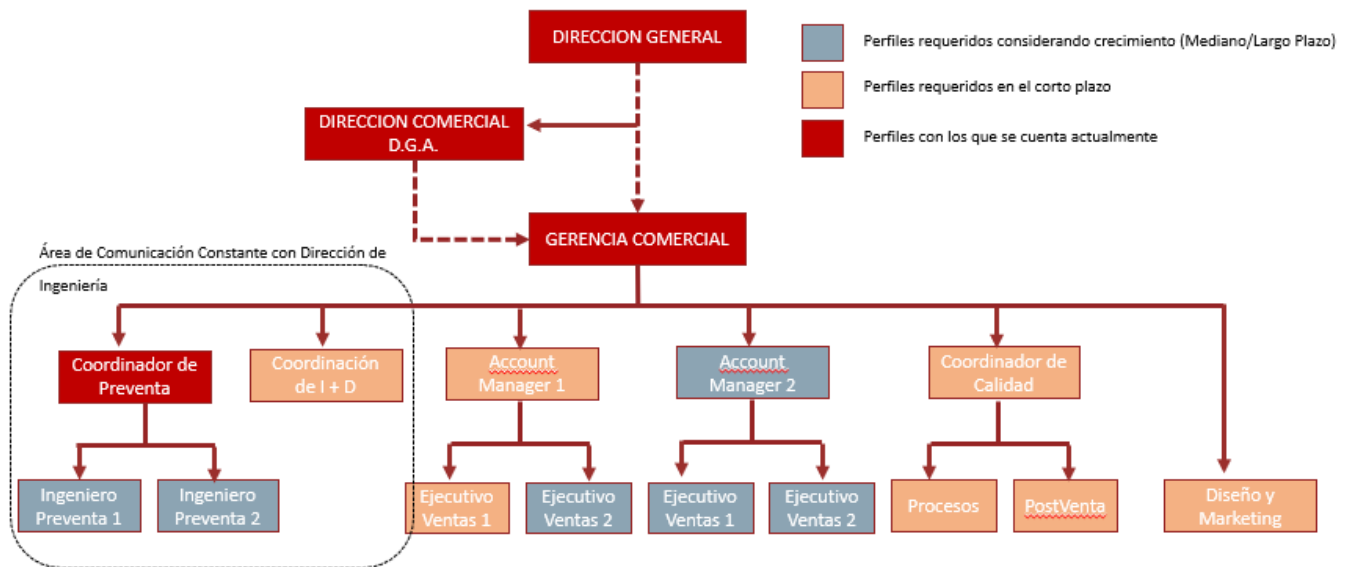 DIRECCION GENERAL
Perfiles requeridos considerando crecimiento (Mediano/Largo Plazo)
Perfiles requeridos en el corto plazo
Perfiles con los que se cuenta actualmente
DIRECCION COMERCIAL
D.G.A.
GERENCIA COMERCIAL
Área de Comunicación Constante con Dirección de
Ingeniería
Coordinador de
Preventa
Coordinación
de I + D
Account
Manager 1
Account
Manager 2
Coordinador de
Calidad
Ingeniero
Preventa 1
Ingeniero
Preventa 2
Ejecutivo
Ventas 1
Ejecutivo
Ventas 2
Ejecutivo
Ventas 1
Ejecutivo
Ventas 2
Procesos
PostVenta
Diseño y
Marketing